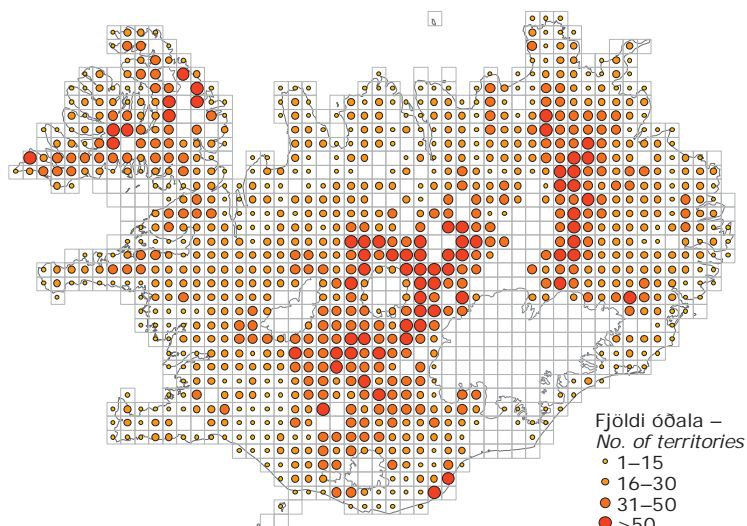 Fjöldi óðala –
No. of territories
1–15
16–30
31–50
>50